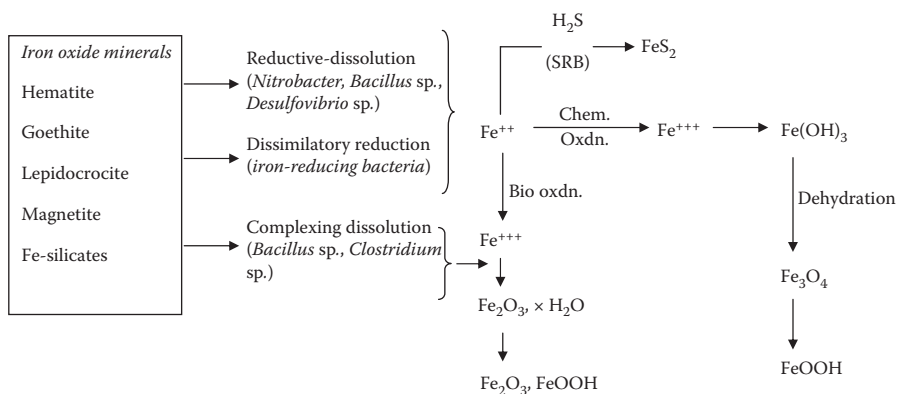 Iron oxide minerals
Hematite
Goethite
Lepidocrocite
Magnetite
Fe-silicates
Reductive-dissolution
(Nitrobacter, Bacillus sp.,
Desulfovibrio sp.)
Dissimilatory reduction
(iron-reducing bacteria)
Complexing dissolution
(Bacillus sp., Clostridium
sp.)
H₂S
(SRB)
FeS₂
Fe⁺⁺
Chem.
Oxdn.
Fe⁺⁺⁺
Fe(OH)₃
Bio oxdn.
Fe⁺⁺⁺
Fe₂O₃, × H₂O
Fe₂O₃, FeOOH
Dehydration
Fe₃O₄
FeOOH